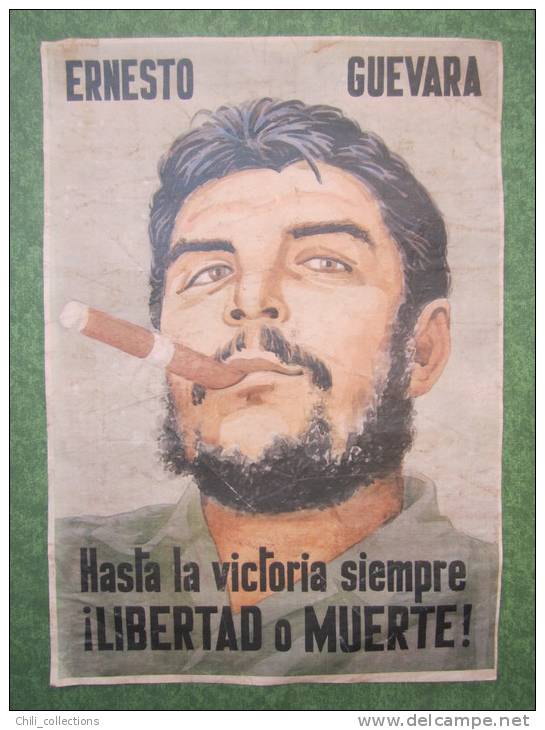 ERNESTO GUEVARA
Hasta la victoria siempre
¡LIBERTAD o MUERTE!
Chili_collections
www.delcampe.net